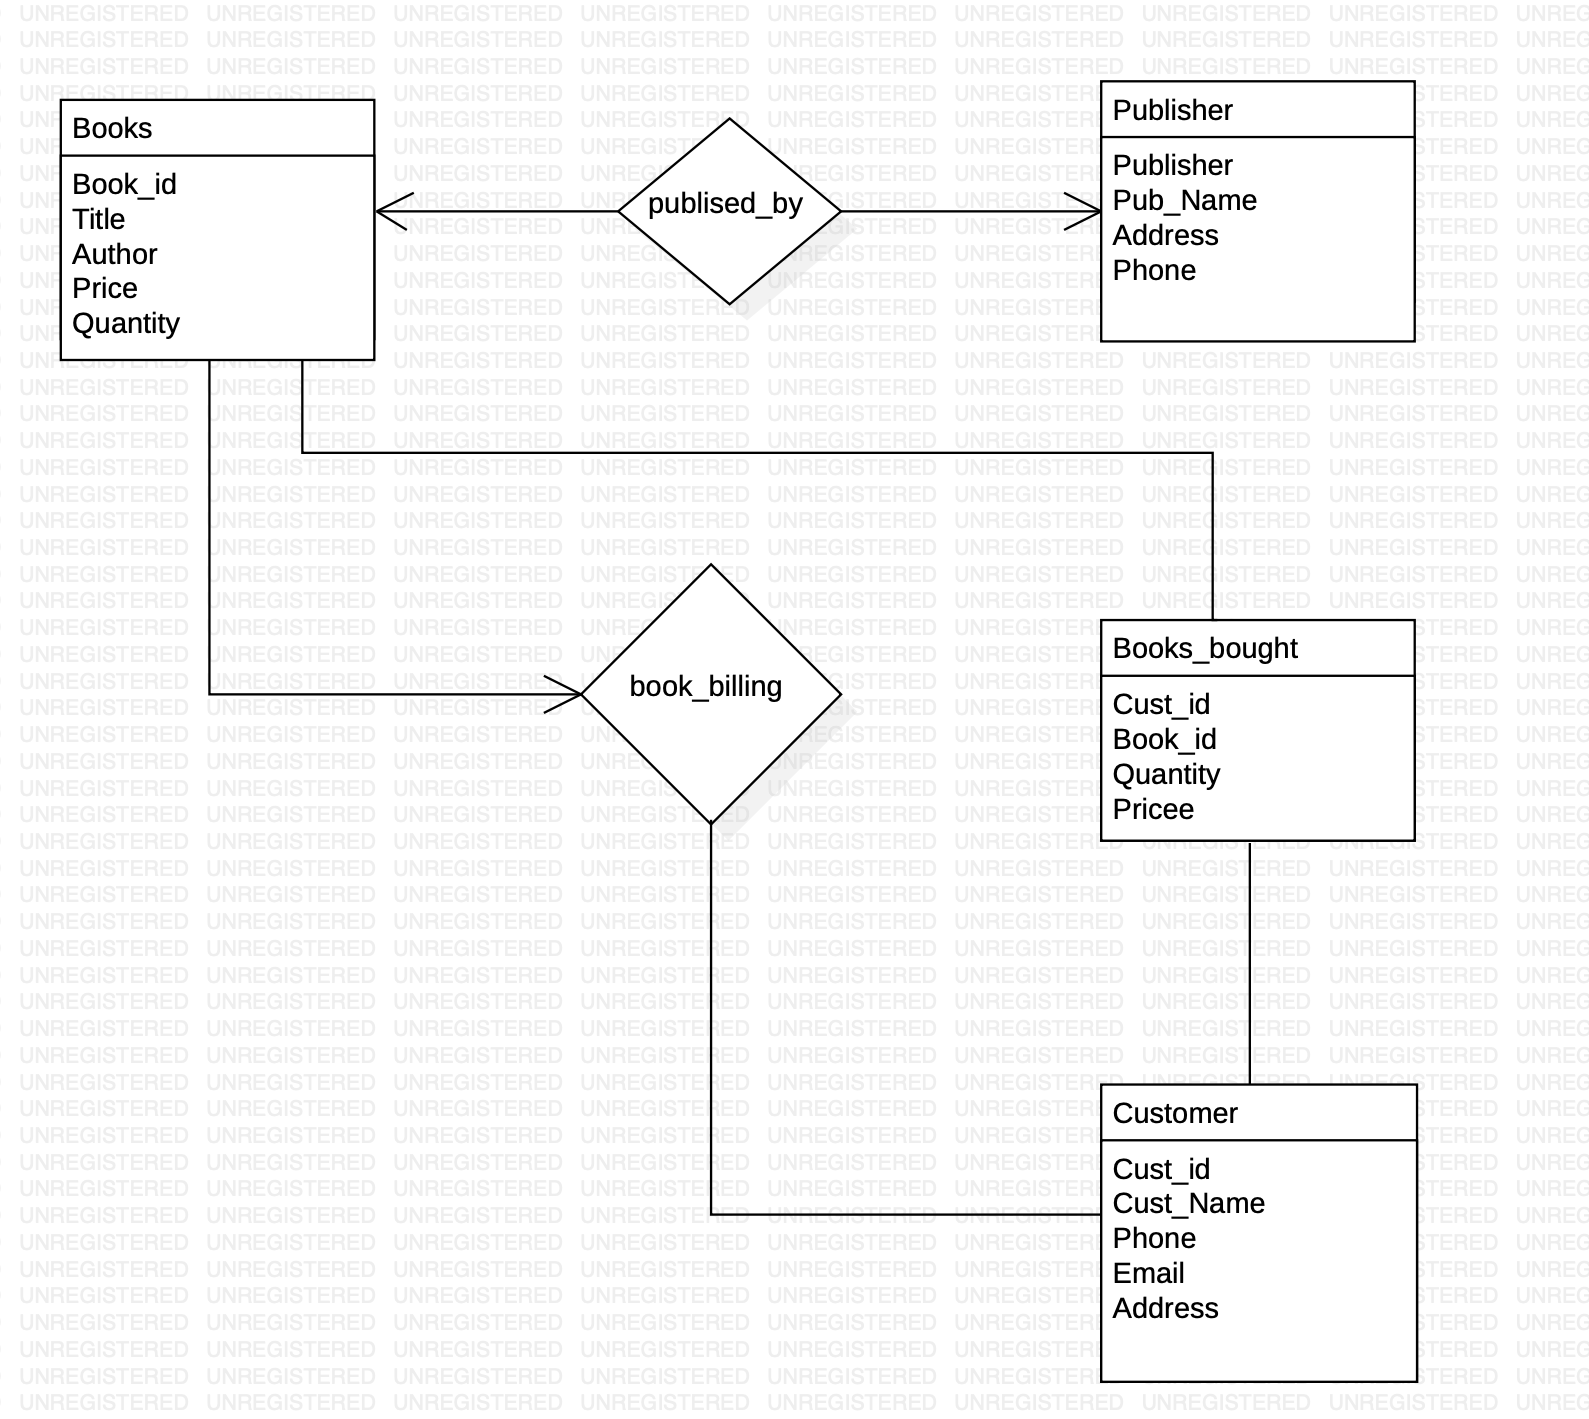 Books
Book_id
Title
Author
Price
Quantity
publised_by
Publisher
Publisher
Pub_Name
Address
Phone
book_billing
Books_bought
Cust_id
Book_id
Quantity
Pricee
Customer
Cust_id
Cust_Name
Phone
Email
Address
UNREGISTERED